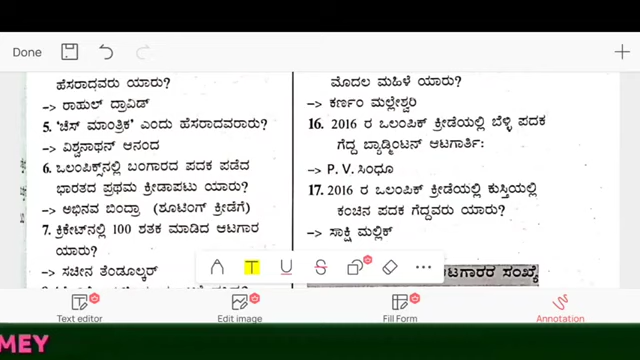 Done
ಹೆಸರಾದವರು ಯಾರು?
–> ರಾಹುಲ್ ದ್ರಾವಿಡ್
5. 'ಚೆಸ್ ಮಾಂತ್ರಿಕ' ಎಂದು ಹೆಸರಾದವರಾರು?
–> ವಿಶ್ವನಾಥನ್ ಆನಂದ
6. ಒಲಂಪಿಕ್ಸ್‌ನಲ್ಲಿ ಬಂಗಾರದ ಪದಕ ಪಡೆದ
ಭಾರತದ ಪ್ರಥಮ ಕ್ರೀಡಾಪಟು ಯಾರು?
–> ಅಭಿನವ ಬಿಂದ್ರಾ (ಶೂಟಿಂಗ್ ಕ್ರೀಡೆಗೆ)
7. ಕ್ರಿಕೇಟ್‌ನಲ್ಲಿ 100 ಶತಕ ಮಾಡಿದ ಆಟಗಾರ
ಯಾರು?
–> ಸಚೀನ ತೆಂಡೂಲ್ಕರ್
ಮೊದಲ ಮಹಿಳೆ ಯಾರು?
–> ಕರ್ಣಂ ಮಲ್ಲೇಶ್ವರಿ
16. 2016 ರ ಒಲಂಪಿಕ್ ಕ್ರೀಡೆಯಲ್ಲಿ ಬೆಳ್ಳಿ ಪದಕ
ಗೆದ್ದ ಬ್ಯಾಡ್ಮಿಂಟನ್ ಆಟಗಾರ್ತಿ:
–> P. V. ಸಿಂಧೂ
17. 2016 ರ ಒಲಂಪಿಕ್ ಕ್ರೀಡೆಯಲ್ಲಿ ಕುಸ್ತಿಯಲ್ಲಿ
ಕಂಚಿನ ಪದಕ ಗೆದ್ದವರು ಯಾರು?
–> ಸಾಕ್ಷಿ ಮಲ್ಲಿಕ್
ಆಟಗಾರರ ಸಂಖ್ಯೆ
Text editor
Edit image
Fill Form
Annotation
MEY